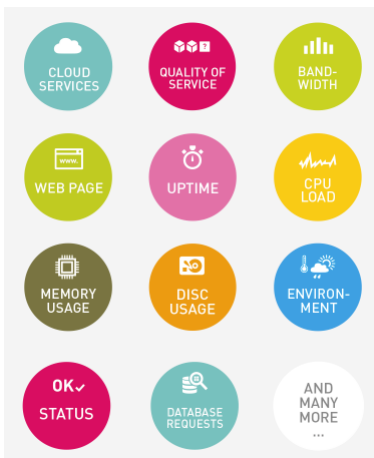 CLOUD
SERVICES
?
QUALITY OF
SERVICE
BAND-
WIDTH
www.
WEB PAGE
UPTIME
CPU
LOAD
MEMORY
USAGE
DISC
USAGE
ENVIRON-
MENT
OK✓
STATUS
DATABASE
REQUESTS
AND
MANY
MORE
...